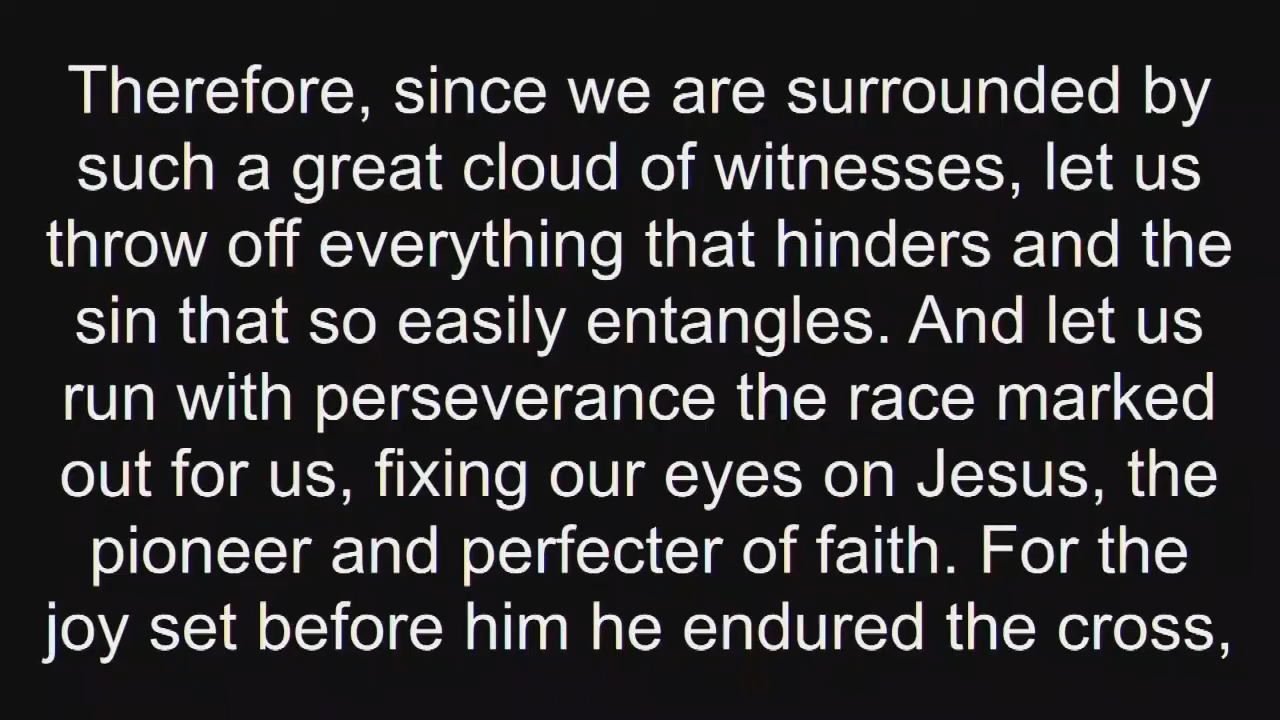 Therefore, since we are surrounded by
such a great cloud of witnesses, let us
throw off everything that hinders and the
sin that so easily entangles. And let us
run with perseverance the race marked
out for us, fixing our eyes on Jesus, the
pioneer and perfecter of faith. For the
joy set before him he endured the cross,